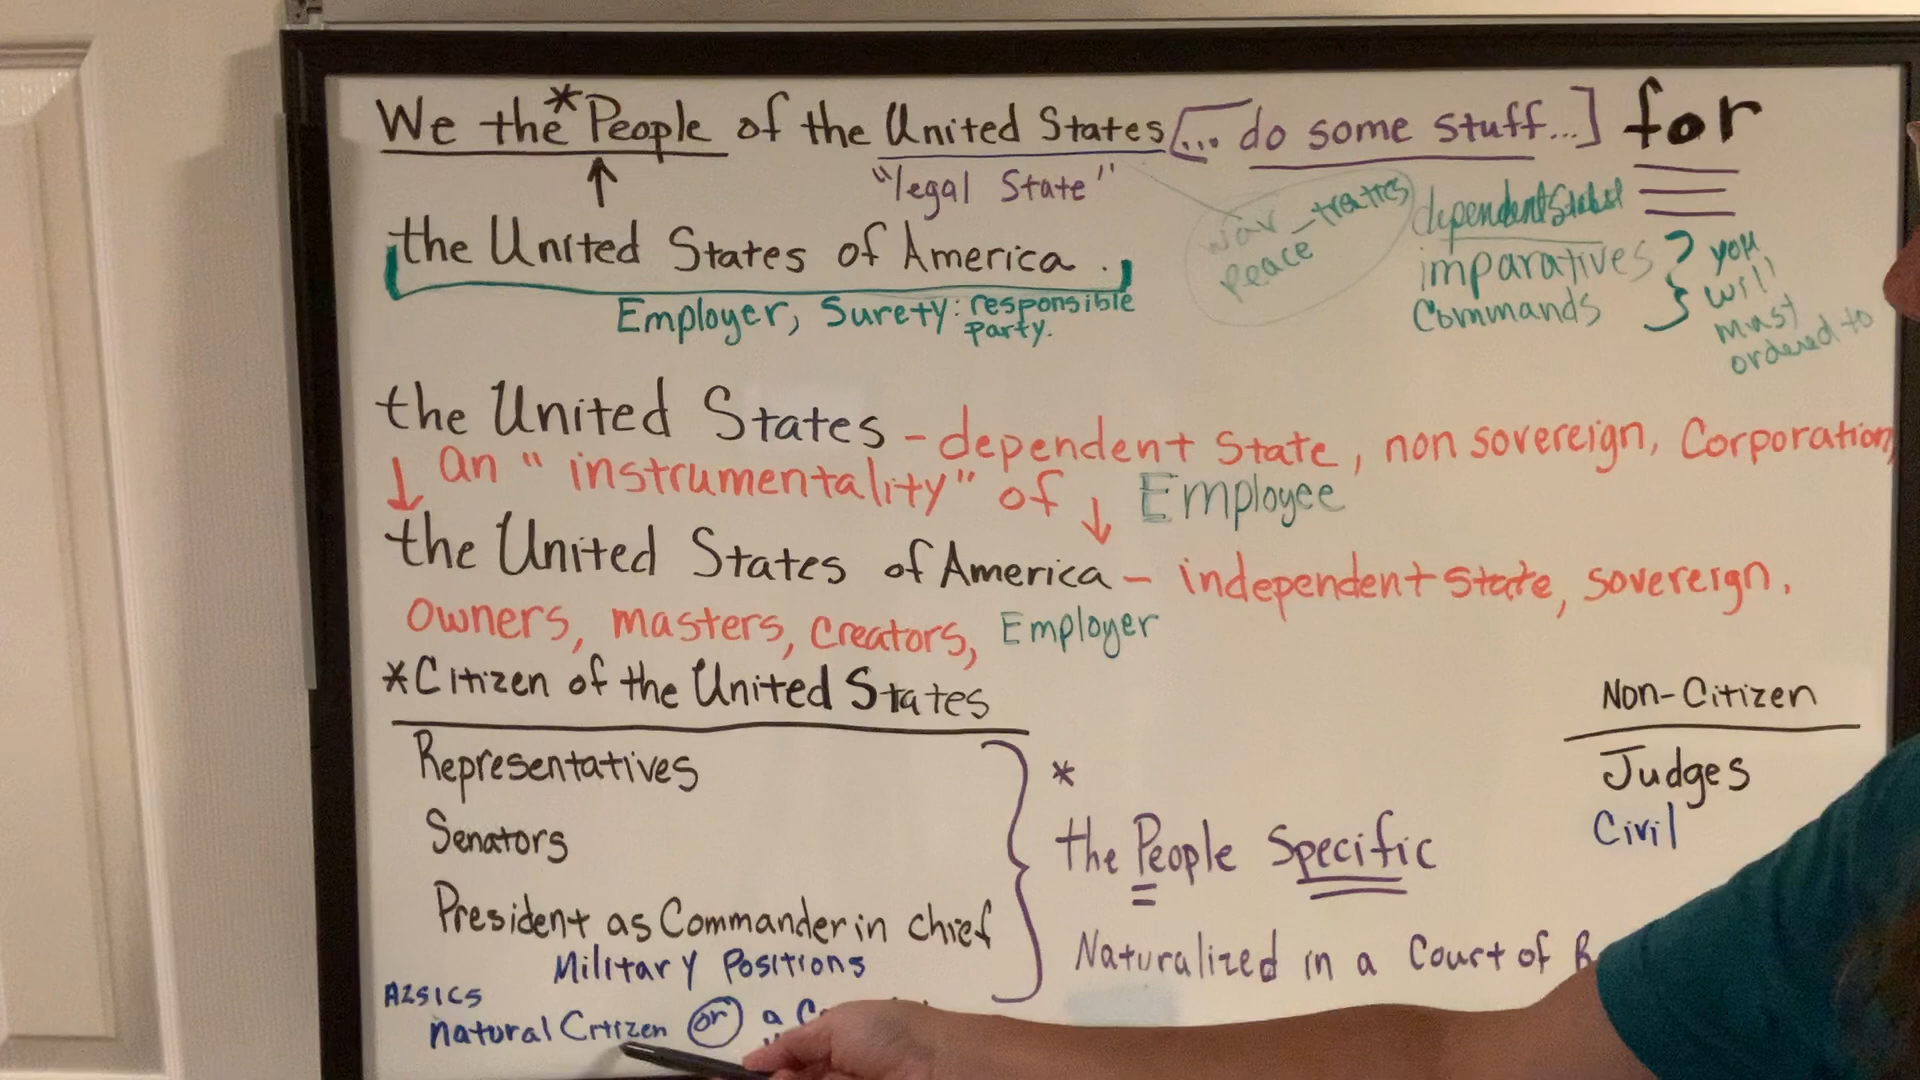 We the *People of the United States [... do some stuff...] for
"legal State"
war - treaties
peace
the United States of America.
imparatives } you
Commands } will
must
ordered to
Employer, Surety: responsible
party.
the United States - dependent State, non sovereign, Corporation,
↓ an "instrumentality" of ↓ Employee
the United States of America - independent State, sovereign,
owners, masters, creators, Employer
*Citizen of the United States
Non-Citizen
Representatives
Judges
*
Senators
the People Specific
Civil
President as Commander in chief
Military Positions
Naturalized in a Court of
A2S1C5
natural Citizen or a